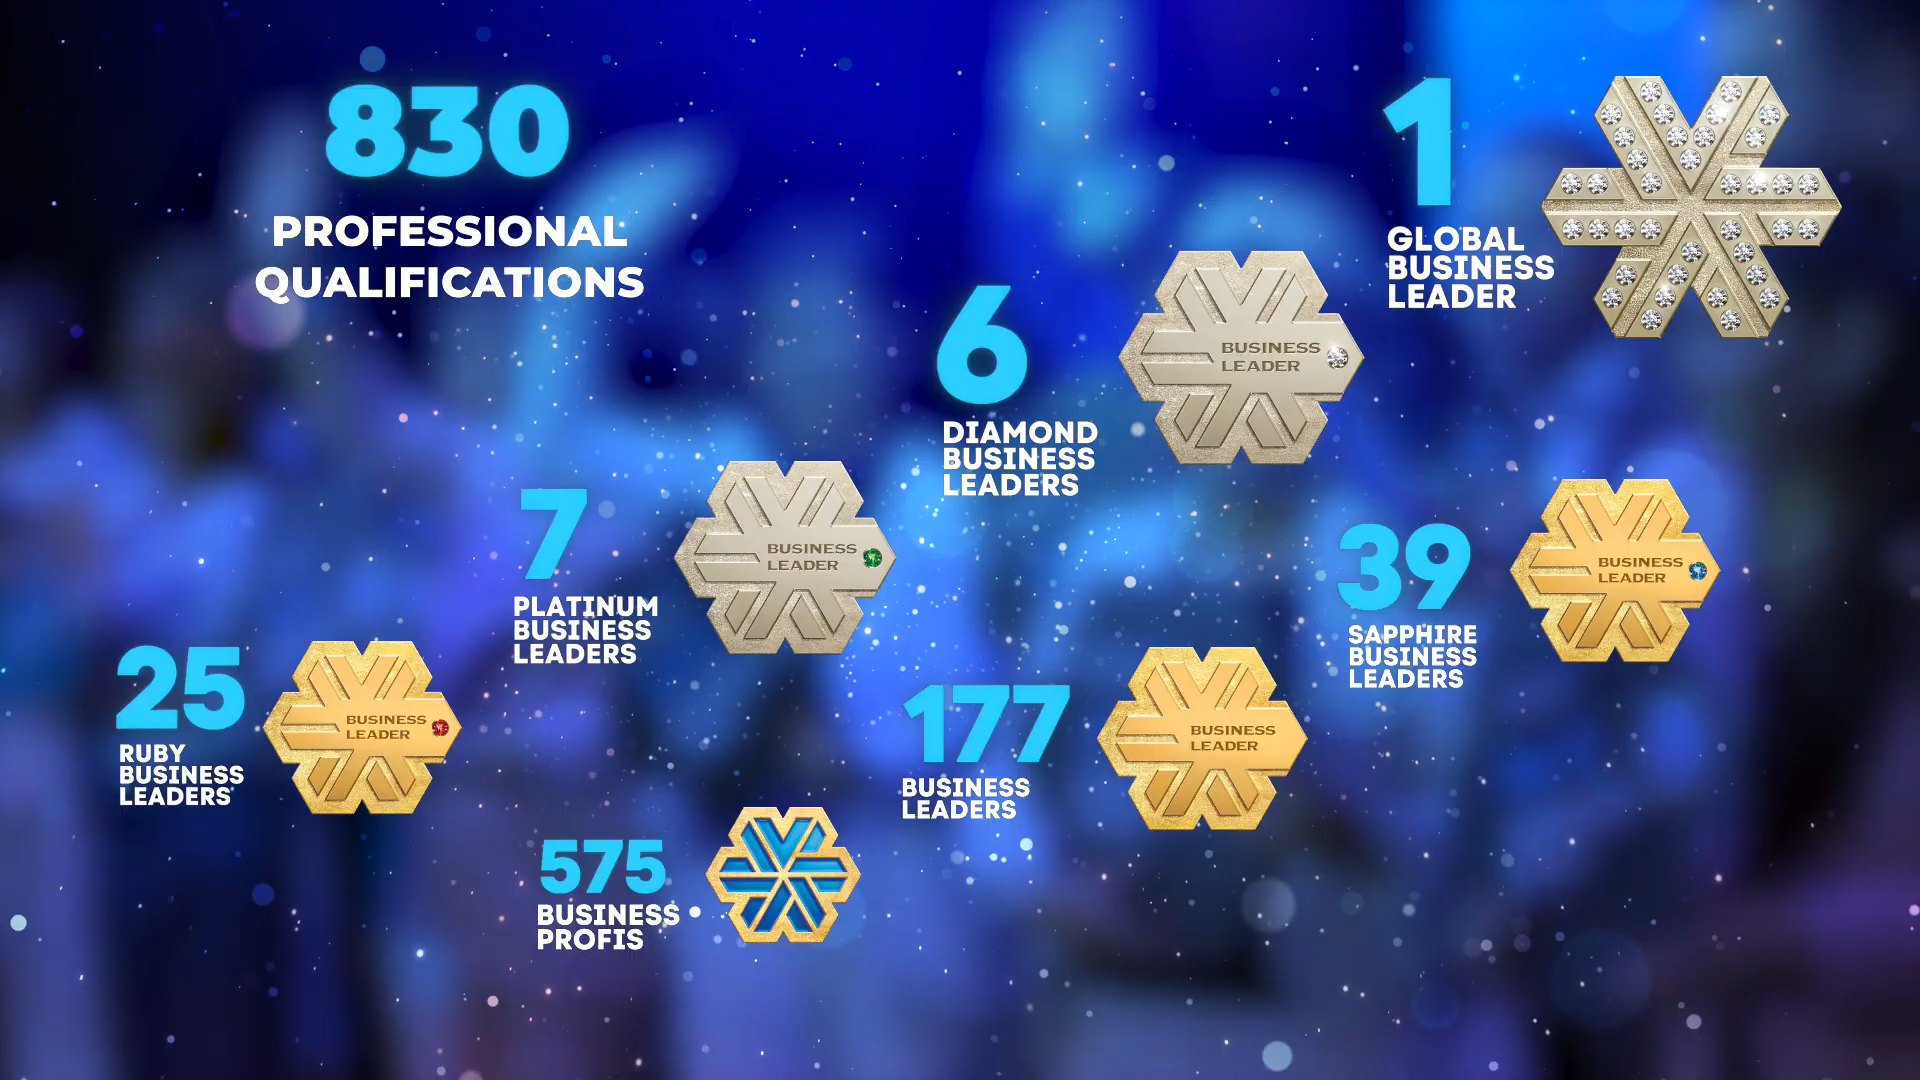 830
PROFESSIONAL
QUALIFICATIONS
1
GLOBAL
BUSINESS
LEADER
6
DIAMOND
BUSINESS
LEADERS
BUSINESS
LEADER
7
PLATINUM
BUSINESS
LEADERS
BUSINESS
LEADER
39
SAPPHIRE
BUSINESS
LEADERS
BUSINESS
LEADER
25
RUBY
BUSINESS
LEADERS
BUSINESS
LEADER
177
BUSINESS
LEADERS
BUSINESS
LEADER
575
BUSINESS
PROFIS